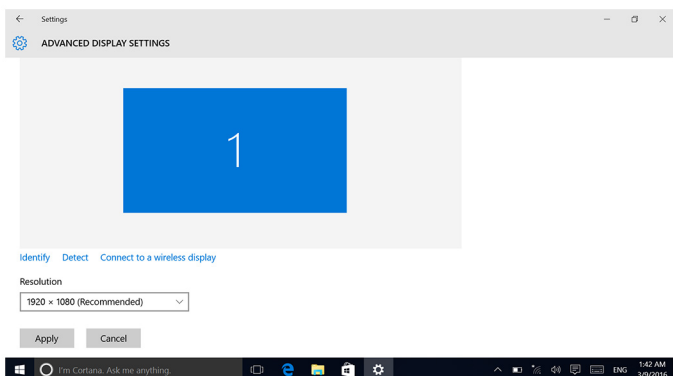 Settings
ADVANCED DISPLAY SETTINGS
1
Identify Detect Connect to a wireless display
Resolution
1920 × 1080 (Recommended)
Apply Cancel
I'm Cortana. Ask me anything.
ENG
1:42 AM
3/9/2016